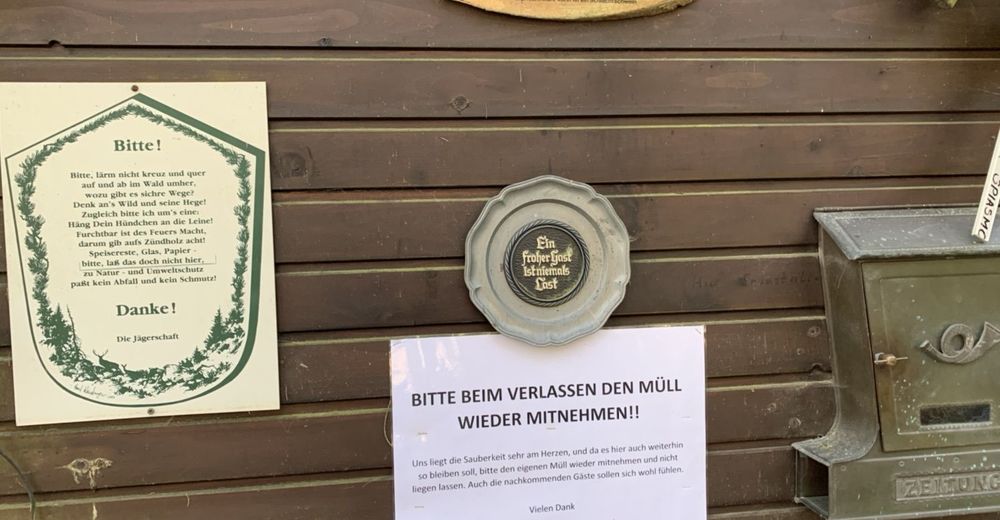 Bitte!
Bitte, lärm nicht kreuz und quer
auf und ab im Wald umher,
wozu gibt es sichre Wege?
Denk an's Wild und seine Hege!
Zugleich bitte ich um's eine:
Häng Dein Hündchen an die Leine!
Furchtbar ist des Feuers Macht,
darum gib aufs Zündholz acht!
Speisereste, Glas, Papier -
bitte, laß das doch nicht hier,
zu Natur - und Umweltschutz
paßt kein Abfall und kein Schmutz!
Danke!
Die Jägerschaft
Ein
froher Gast
ist niemals
Last
BITTE BEIM VERLASSEN DEN MÜLL
WIEDER MITNEHMEN!!
Uns liegt die Sauberkeit sehr am Herzen, und da es hier auch weiterhin
so bleiben soll, bitte den eigenen Müll wieder mitnehmen und nicht
liegen lassen. Auch die nachkommenden Gäste sollen sich wohl fühlen.
Vielen Dank
ZEITUNG